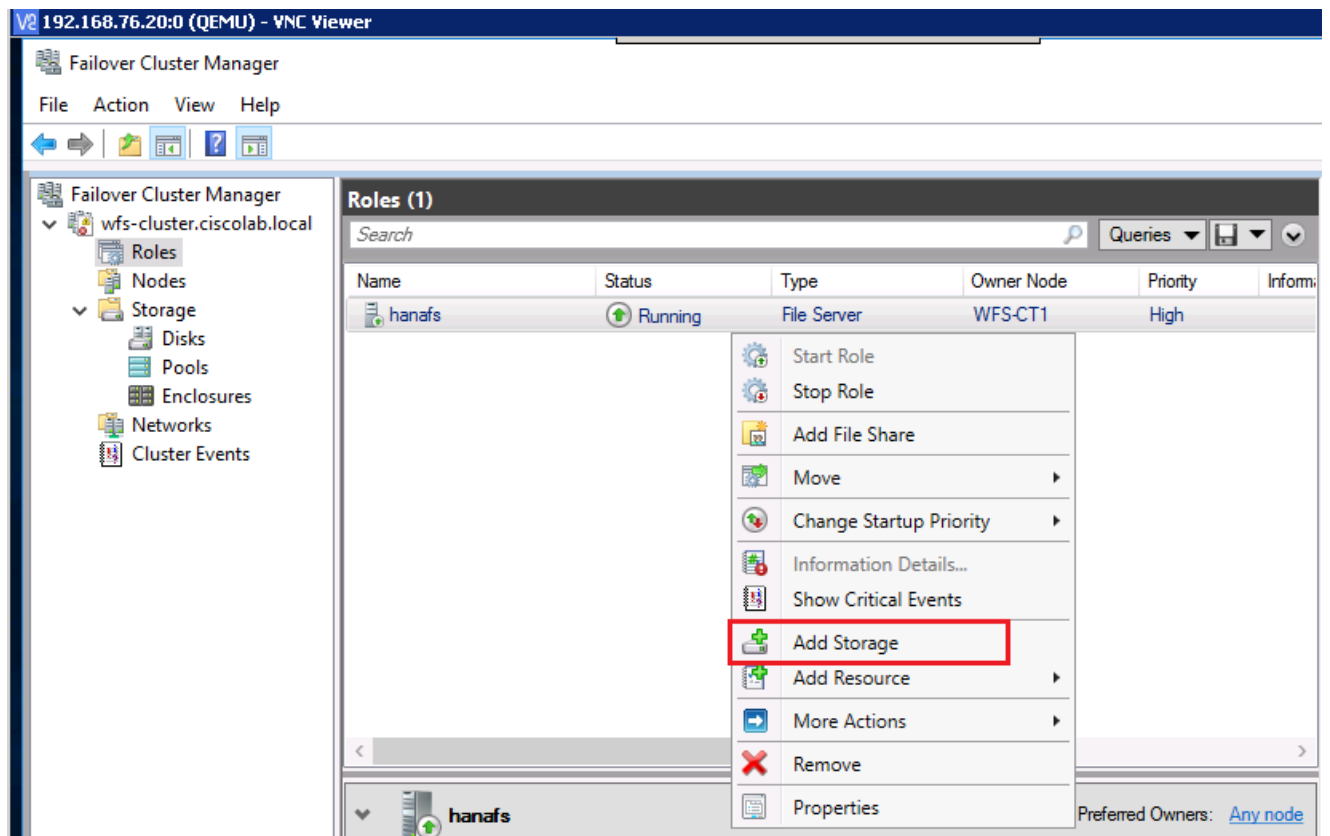 192.168.76.20:0 (QEMU) - VNC Viewer
Failover Cluster Manager
File Action View Help
Failover Cluster Manager
wfs-cluster.ciscolab.local
Roles
Nodes
Storage
Disks
Pools
Enclosures
Networks
Cluster Events
Roles (1)
Search
Queries
Name Status Type Owner Node Priority Inform
hanafs Running File Server WFS-CT1 High
Start Role
Stop Role
Add File Share
Move
Change Startup Priority
Information Details...
Show Critical Events
Add Storage
Add Resource
More Actions
Remove
Properties
hanafs Preferred Owners: Any node